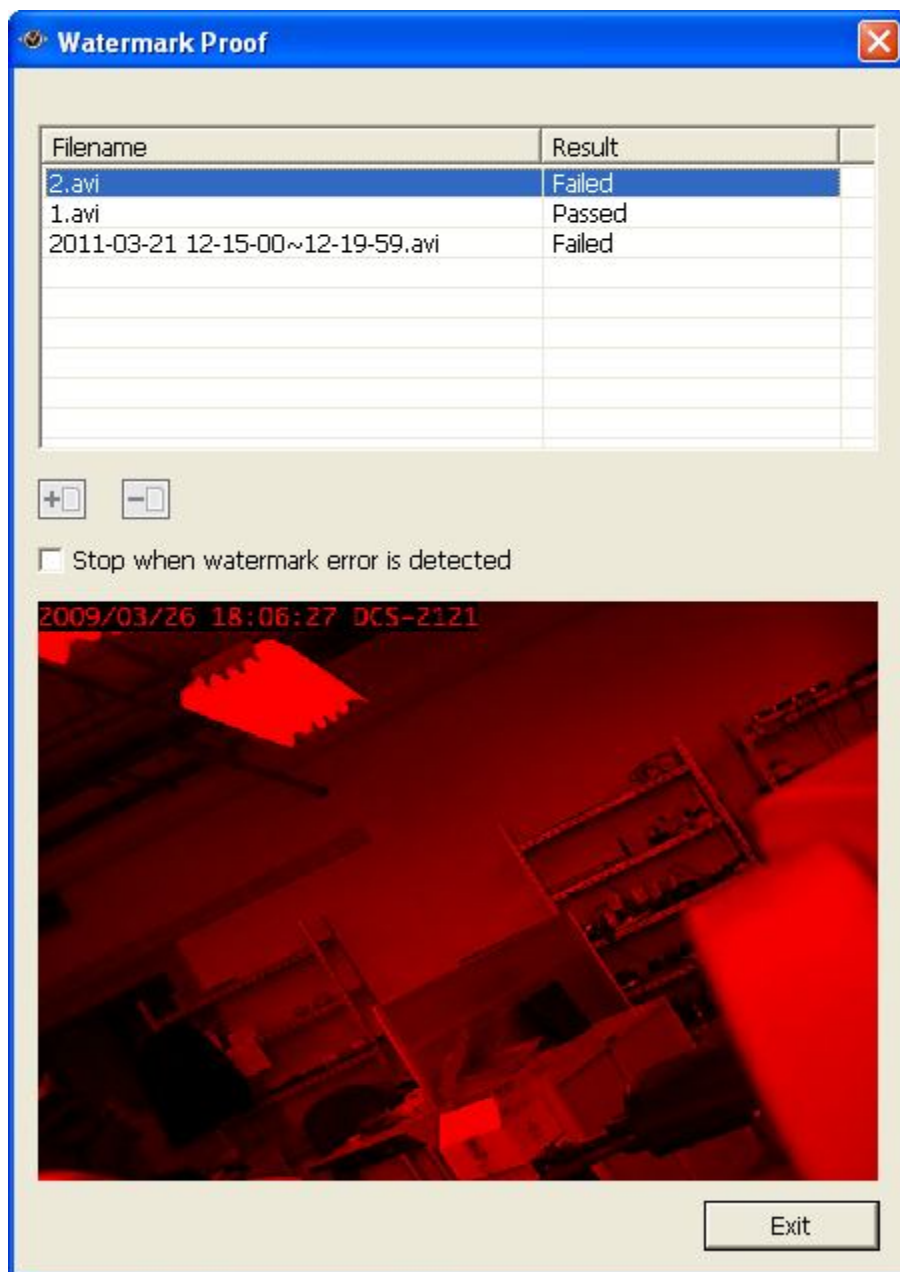 Watermark Proof
Filename Result
2.avi Failed
1.avi Passed
2011-03-21 12-15-00~12-19-59.avi Failed
Stop when watermark error is detected
2009/03/26 18:06:27 DCS-2121
Exit